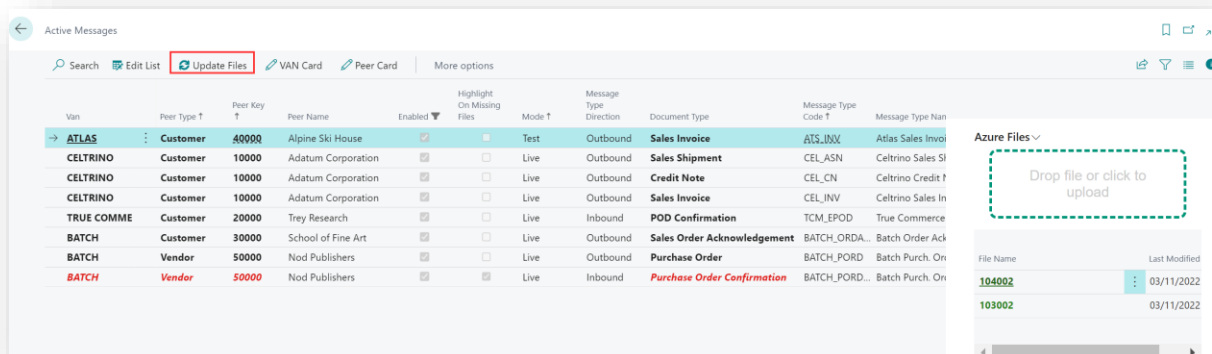 Active Messages
Search Edit List Update Files VAN Card Peer Card More options
Van Peer Type ↑ Peer Key ↑ Peer Name Enabled Highlight On Missing Files Mode ↑ Message Type Direction Document Type Message Type Code ↑ Message Type Nan
ATLAS Customer 40000 Alpine Ski House Test Outbound Sales Invoice ATS_INV Atlas Sales Invoi
CELTRINO Customer 10000 Adatum Corporation Live Outbound Sales Shipment CEL_ASN Celtrino Sales Sh
CELTRINO Customer 10000 Adatum Corporation Live Outbound Credit Note CEL_CN Celtrino Credit N
CELTRINO Customer 10000 Adatum Corporation Live Outbound Sales Invoice CEL_INV Celtrino Sales In
TRUE COMME Customer 20000 Trey Research Live Inbound POD Confirmation TCM_EPOD True Commerce
BATCH Customer 30000 School of Fine Art Live Outbound Sales Order Acknowledgement BATCH_ORDA... Batch Order Ack
BATCH Vendor 50000 Nod Publishers Live Outbound Purchase Order BATCH_PORD Batch Purch. Ord
BATCH Vendor 50000 Nod Publishers Live Inbound Purchase Order Confirmation BATCH_PORD... Batch Purch. Ord
Azure Files
Drop file or click to
upload
File Name Last Modified
104002 03/11/2022
103002 03/11/2022